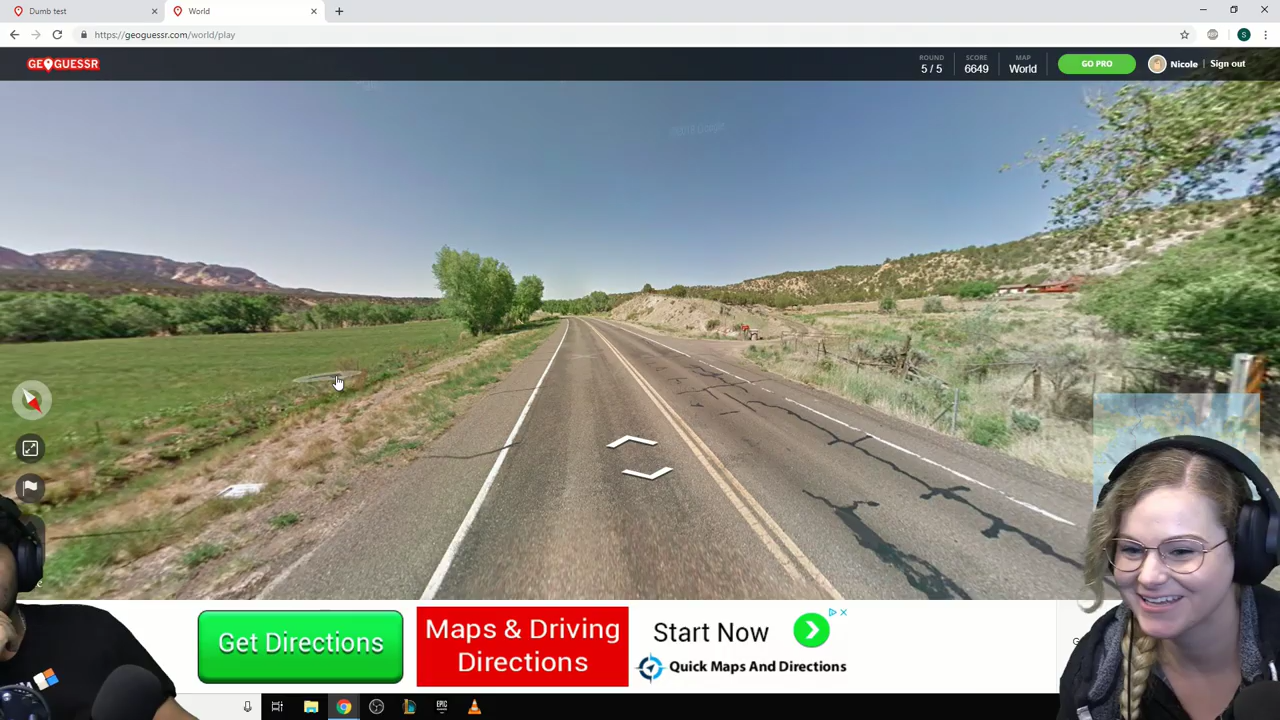 Dumb test
World
https://geoguessr.com/world/play
GEOGUESSR
ROUND
5 / 5
SCORE
6649
MAP
World
GO PRO
Nicole
Sign out
Get Directions
Maps & Driving
Directions
Start Now
Quick Maps And Directions
EPIC